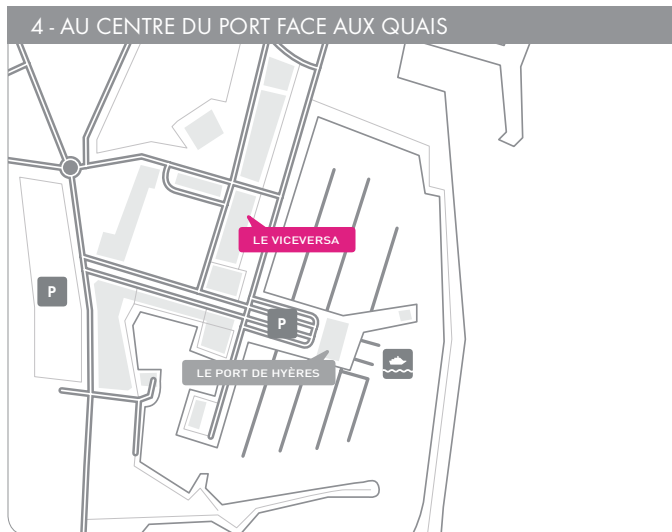 4 - AU CENTRE DU PORT FACE AUX QUAIS
LE VICEVERSA
P
P
LE PORT DE HYÈRES